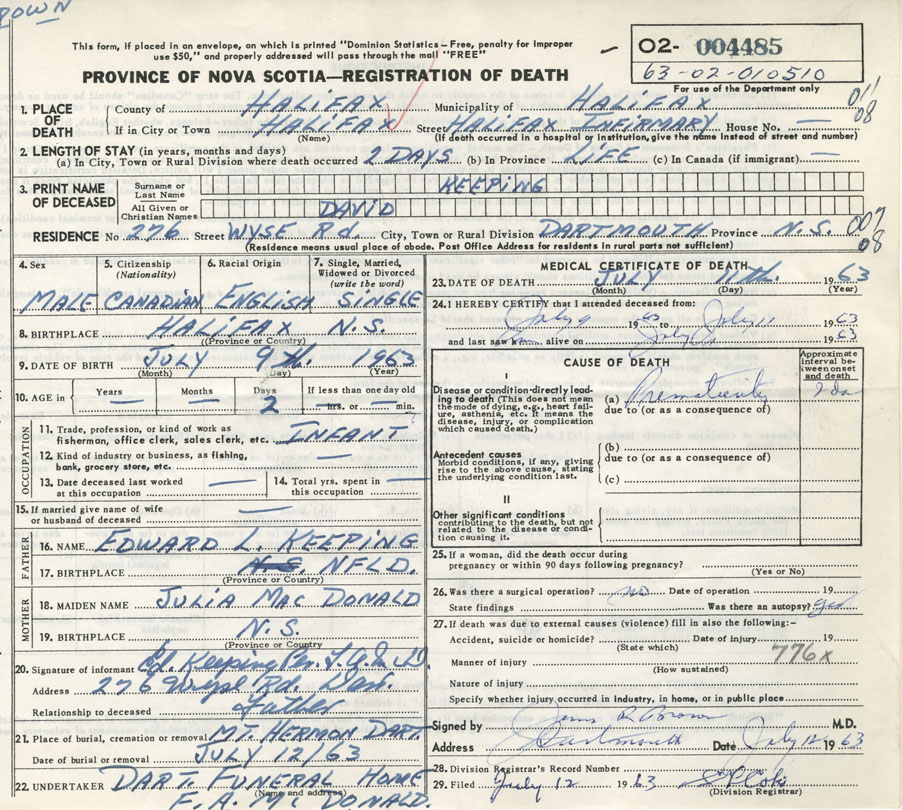 BROWN
This form, if placed in an envelope, on which is printed "Dominion Statistics—Free, penalty for improper
use $50," and properly addressed will pass through the mail "FREE"
PROVINCE OF NOVA SCOTIA—REGISTRATION OF DEATH
O2- 004485
63-02-010510
For use of the Department only
1. PLACE OF DEATH
County of HALIFAX Municipality of HALIFAX 011 08
If in City or Town HALIFAX Street HALIFAX INFIRMARY House No. —
(Name) (If death occurred in a hospital or institution, give the name instead of street and number)
2. LENGTH OF STAY (in years, months and days)
(a) In City, Town or Rural Division where death occurred 2 DAYS (b) In Province LIFE (c) In Canada (if immigrant) —
3. PRINT NAME OF DECEASED
Surname or Last Name KEEPING
All Given or Christian Names DAVID
RESIDENCE No 276 Street WYSE Rd. City, Town or Rural Division DARTMOUTH Province N.S. 007 08
(Residence means usual place of abode. Post Office Address for residents in rural parts not sufficient)
4. Sex MALE
5. Citizenship (Nationality) CANADIAN
6. Racial Origin ENGLISH
7. Single, Married, Widowed or Divorced (write the word) SINGLE
8. BIRTHPLACE HALIFAX N.S.
(Province or Country)
9. DATE OF BIRTH JULY 9th. 1963
(Month) (Day) (Year)
10. AGE in Years — Months — Days 2 If less than one day old — hrs. or — min.
OCCUPATION
11. Trade, profession, or kind of work as fisherman, office clerk, sales clerk, etc. INFANT
12. Kind of industry or business, as fishing, bank, grocery store, etc. —
13. Date deceased last worked at this occupation —
14. Total yrs. spent in this occupation —
15. If married give name of wife or husband of deceased —
FATHER
16. NAME EDWARD L. KEEPING
17. BIRTHPLACE N.S. NFLD.
(Province or Country)
MOTHER
18. MAIDEN NAME JULIA MAC DONALD
19. BIRTHPLACE N.S.
(Province or Country)
20. Signature of informant Ed. Keeping Per.
Address 276 Rd. Dart.
Relationship to deceased Father
21. Place of burial, cremation or removal MT. HERMON DART.
Date of burial or removal JULY 12/63
22. UNDERTAKER DART. FUNERAL HOME
(Name and address)
F. A. MC DONALD.
MEDICAL CERTIFICATE OF DEATH
23. DATE OF DEATH JULY 11th. 1963
(Month) (Day) (Year)
24. I HEREBY CERTIFY that I attended deceased from:
July 9 1963 to July 11 1963
and last saw h alive on July 1963
CAUSE OF DEATH
Approximate interval between onset and death
I
Disease or condition directly leading to death (This does not mean the mode of dying, e.g., heart failure, asthenia, etc. It means the disease, injury, or complication which caused death.)
(a) Prematurity 2 da
due to (or as a consequence of)
Antecedent causes
Morbid conditions, if any, giving rise to the above cause, stating the underlying condition last.
(b)
due to (or as a consequence of)
(c)
II
Other significant conditions
contributing to the death, but not related to the disease or condition causing it.
25. If a woman, did the death occur during
pregnancy or within 90 days following pregnancy?
(Yes or No)
26. Was there a surgical operation? no Date of operation 19
State findings Was there an autopsy? yes
27. If death was due to external causes (violence) fill in also the following:—
Accident, suicide or homicide? Date of injury 19
(State which)
Manner of injury 776x
(How sustained)
Nature of injury
Specify whether injury occurred in industry, in home, or in public place
Signed by Brown M.D.
Address Dartmouth Date July 12 1963
28. Division Registrar's Record Number
29. Filed July 12 1963
(Division Registrar)